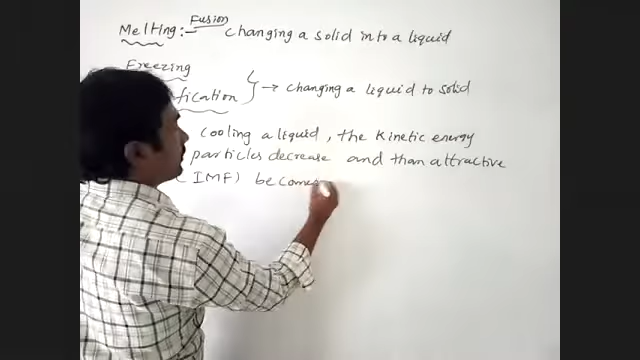 Melting:- Fusion changing a solid into a liquid
Freezing
fication } → changing a liquid to solid
cooling a liquid, the kinetic energy
particles decrease and than attractive
(IMF) becomes